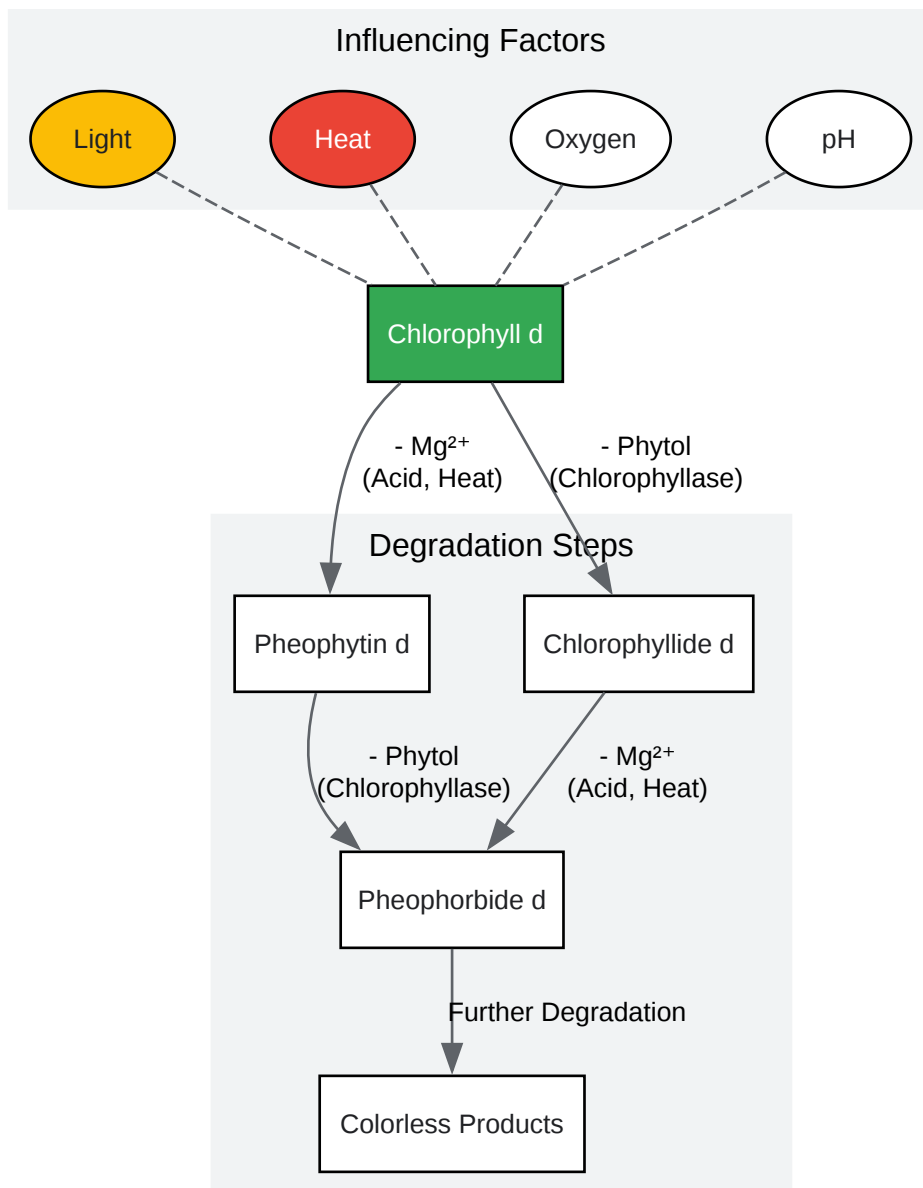 Influencing Factors
Light
Heat
Oxygen
pH
Chlorophyll d
- Mg²⁺
(Acid, Heat)
- Phytol
(Chlorophyllase)
Degradation Steps
Pheophytin d
Chlorophyllide d
- Phytol
(Chlorophyllase)
- Mg²⁺
(Acid, Heat)
Pheophorbide d
Further Degradation
Colorless Products